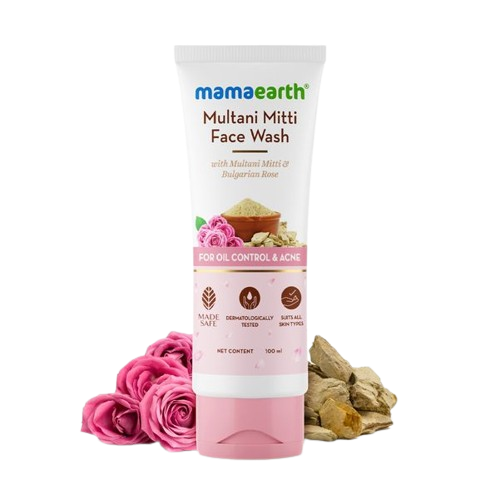 mamaearth®
Multani Mitti
Face Wash
with Multani Mitti &
Bulgarian Rose
FOR OIL CONTROL & ACNE
MADE
SAFE
DERMATOLOGICALLY
TESTED
SUITS ALL
SKIN TYPES
NET CONTENT 100 ml